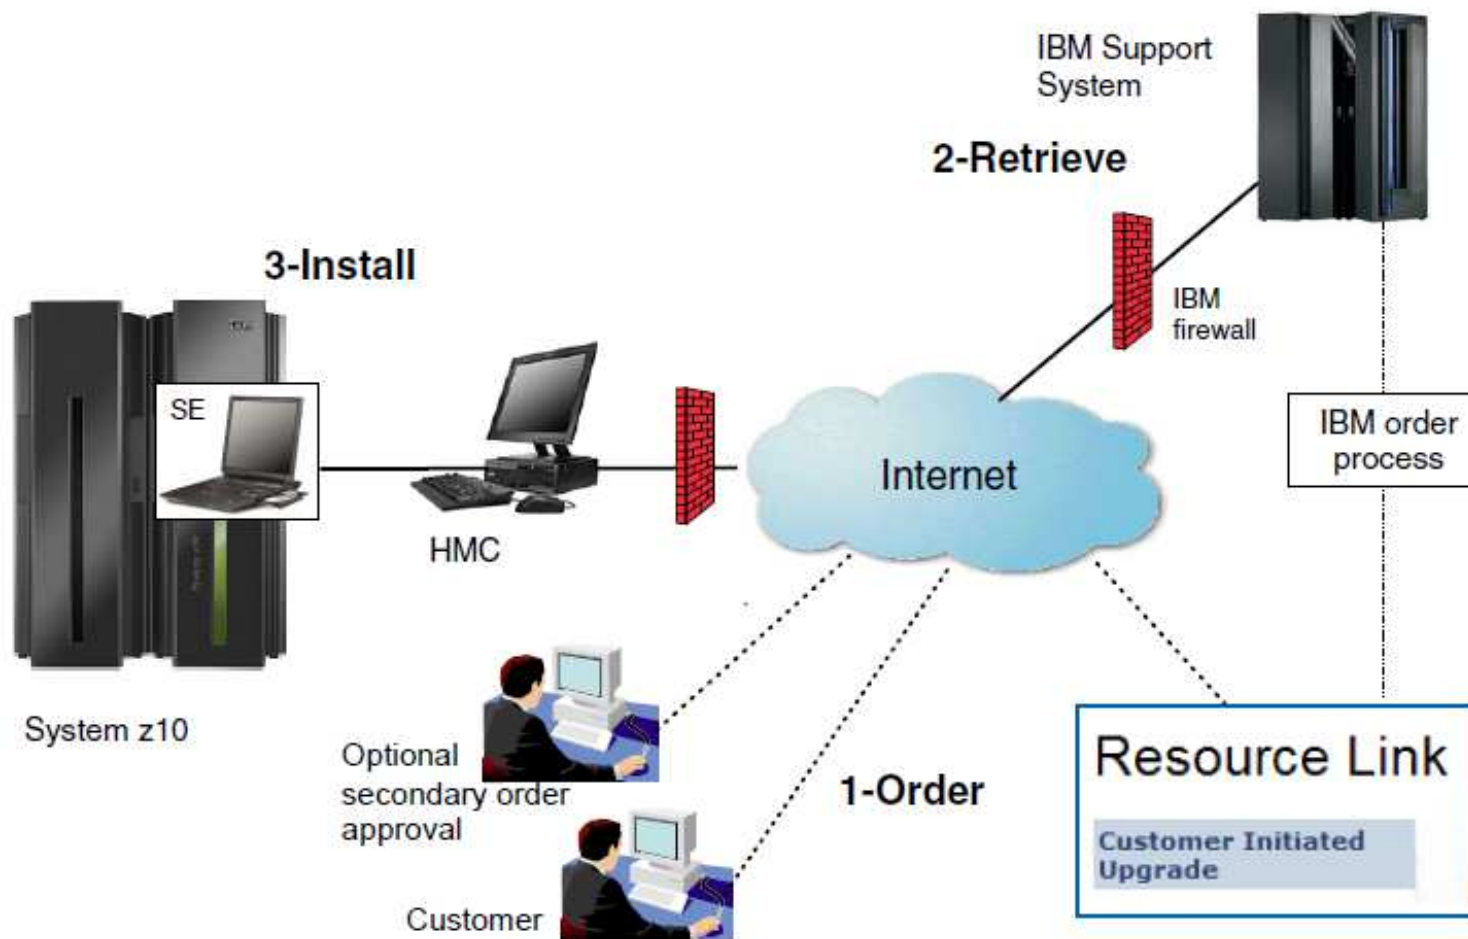 IBM Support
System
2-Retrieve
3-Install
IBM
firewall
SE
IBM order
process
Internet
HMC
System z10
Optional
secondary order
approval
1-Order
Resource Link
Customer Initiated
Upgrade
Customer